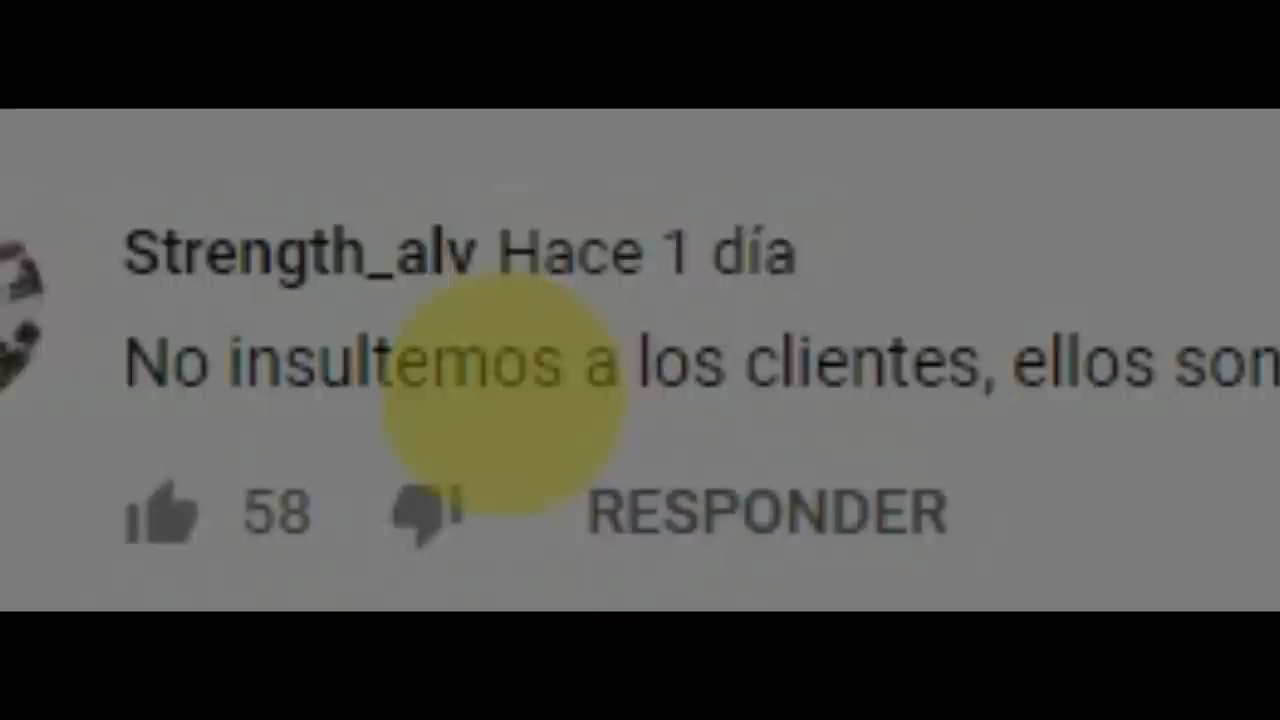 Strength_alv Hace 1 día
No insultemos a los clientes, ellos son
58 RESPONDER